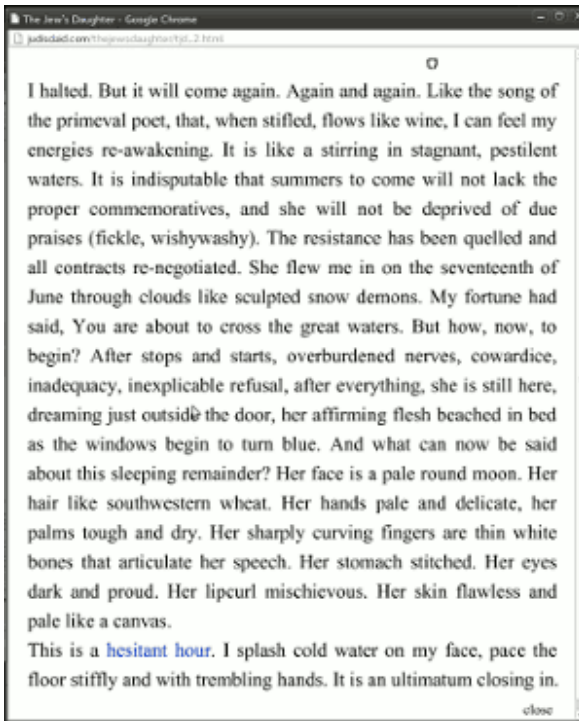 The Jew's Daughter - Google Chrome
judisdaid.com/thejewsdaughter/tjd_2.html
I halted. But it will come again. Again and again. Like the song of
the primeval poet, that, when stifled, flows like wine, I can feel my
energies re-awakening. It is like a stirring in stagnant, pestilent
waters. It is indisputable that summers to come will not lack the
proper commemoratives, and she will not be deprived of due
praises (fickle, wishywashy). The resistance has been quelled and
all contracts re-negotiated. She flew me in on the seventeenth of
June through clouds like sculpted snow demons. My fortune had
said, You are about to cross the great waters. But how, now, to
begin? After stops and starts, overburdened nerves, cowardice,
inadequacy, inexplicable refusal, after everything, she is still here,
dreaming just outside the door, her affirming flesh beached in bed
as the windows begin to turn blue. And what can now be said
about this sleeping remainder? Her face is a pale round moon. Her
hair like southwestern wheat. Her hands pale and delicate, her
palms tough and dry. Her sharply curving fingers are thin white
bones that articulate her speech. Her stomach stitched. Her eyes
dark and proud. Her lipcurl mischievous. Her skin flawless and
pale like a canvas.
This is a hesitant hour. I splash cold water on my face, pace the
floor stiffly and with trembling hands. It is an ultimatum closing in.
close